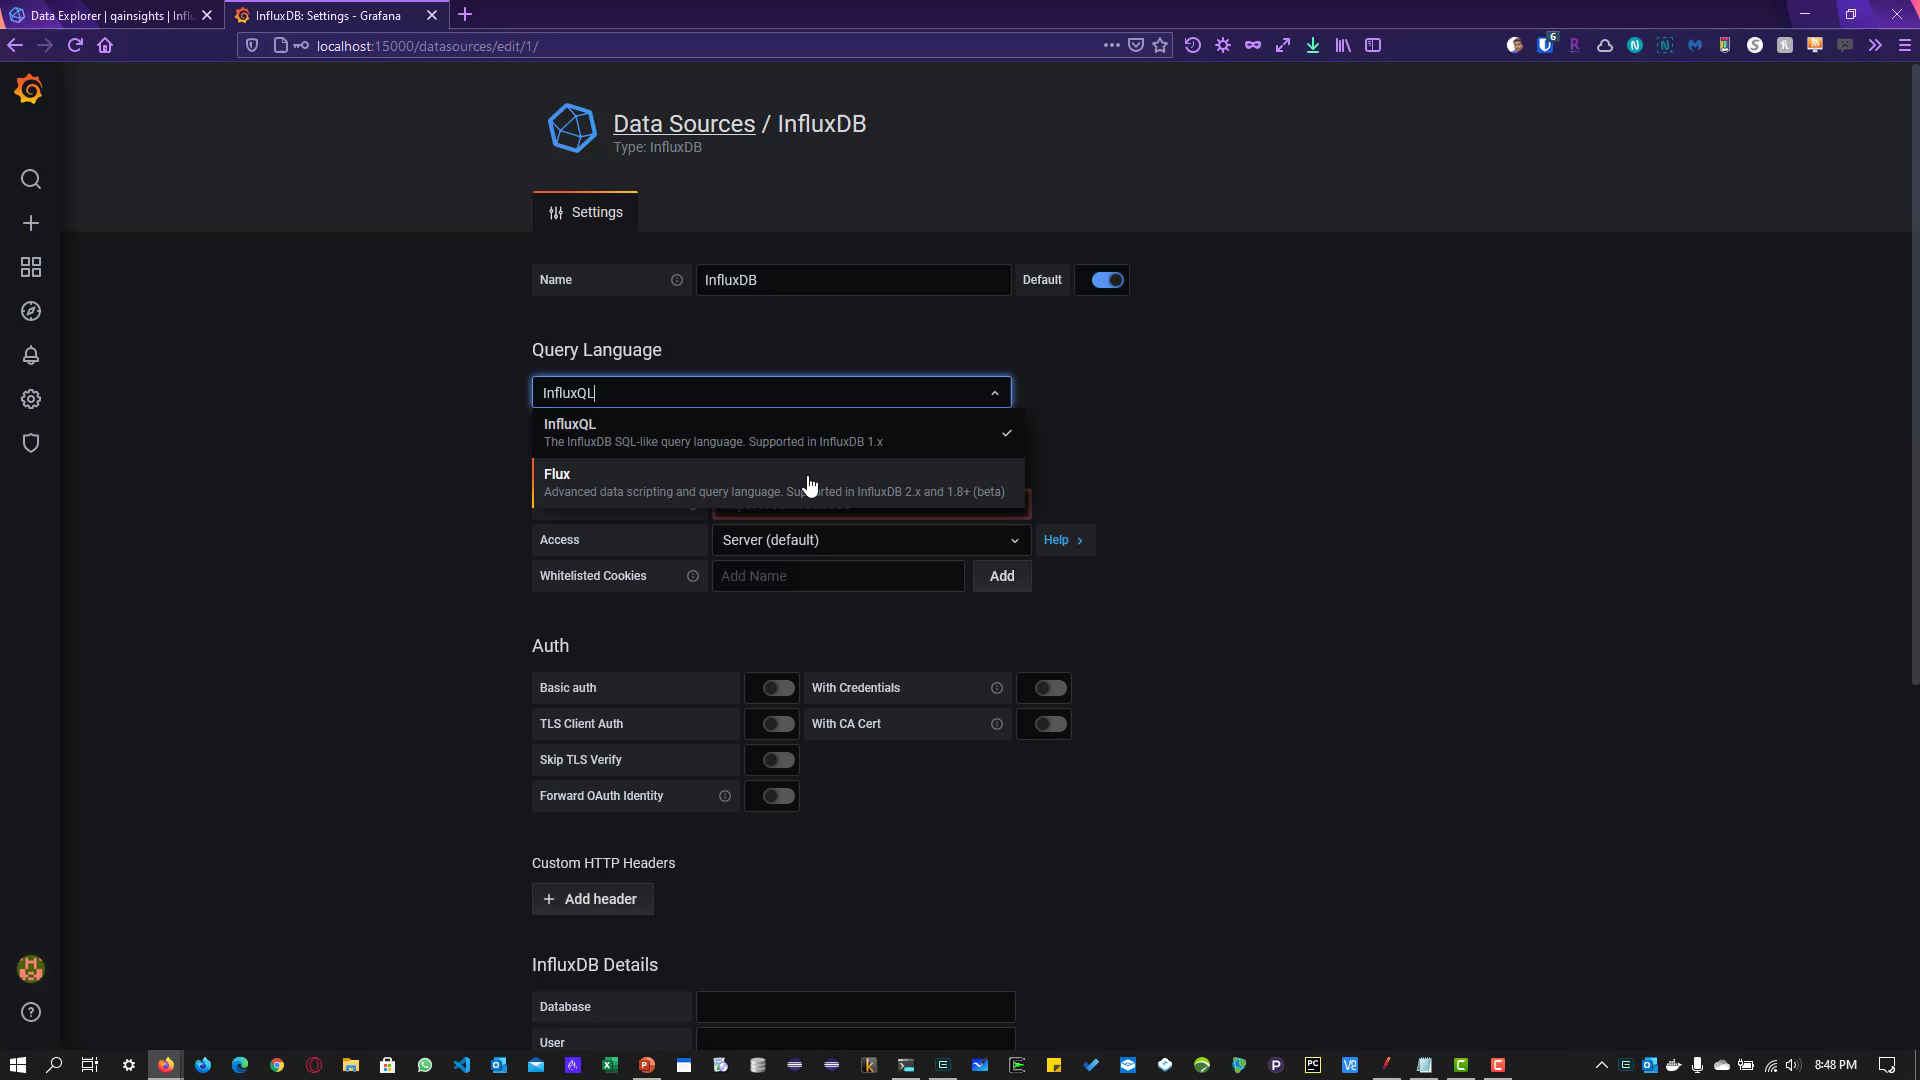 Data Explorer | qainsights | Influ
InfluxDB: Settings - Grafana
localhost:15000/datasources/edit/1/
6
Data Sources / InfluxDB
Type: InfluxDB
Settings
Name
InfluxDB
Default
Query Language
InfluxQL
InfluxQL
The InfluxDB SQL-like query language. Supported in InfluxDB 1.x
Flux
Advanced data scripting and query language. Supported in InfluxDB 2.x and 1.8+ (beta)
Access
Server (default)
Help
Whitelisted Cookies
Add Name
Add
Auth
Basic auth
With Credentials
TLS Client Auth
With CA Cert
Skip TLS Verify
Forward OAuth Identity
Custom HTTP Headers
Add header
InfluxDB Details
Database
User
8:48 PM